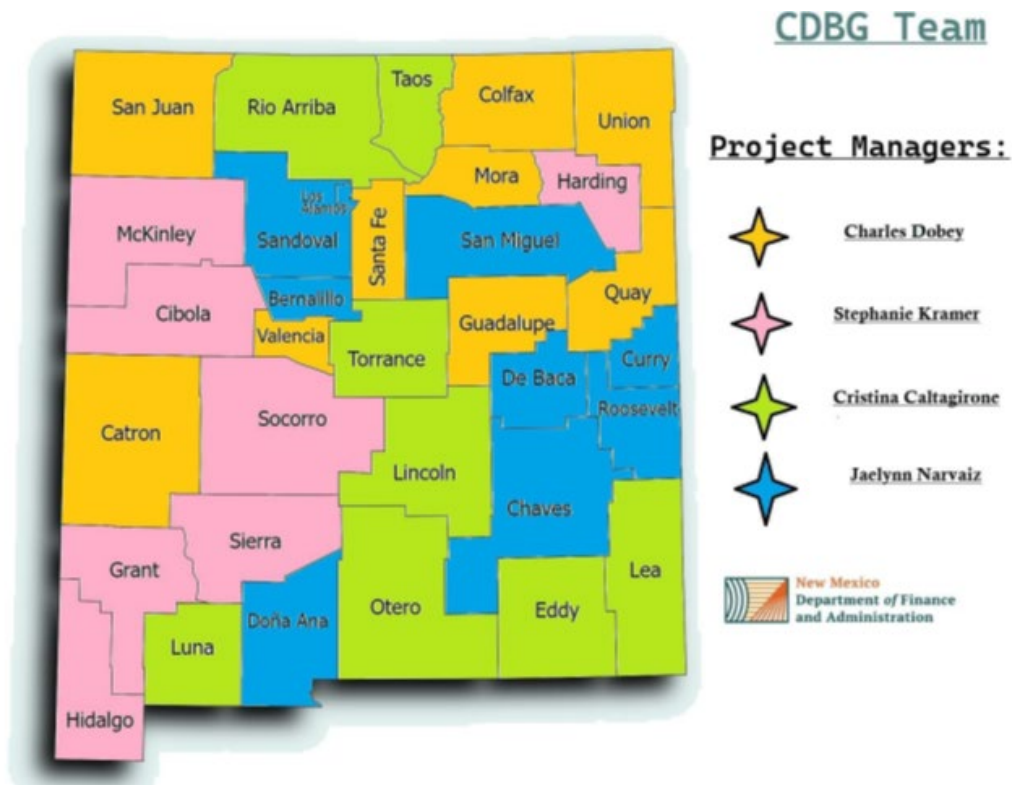 CDBG Team
San Juan
Rio Arriba
Taos
Colfax
Union
Mora
Harding
McKinley
Los
Alamos
Sandoval
Santa Fe
San Miguel
Bernalillo
Cibola
Valencia
Guadalupe
Quay
Torrance
De Baca
Curry
Roosevelt
Catron
Socorro
Lincoln
Chaves
Sierra
Grant
Doña Ana
Otero
Eddy
Lea
Luna
Hidalgo
Project Managers:
Charles Dobey
Stephanie Kramer
Cristina Caltagirone
Jaelynn Narvaiz
New Mexico
Department of Finance
and Administration